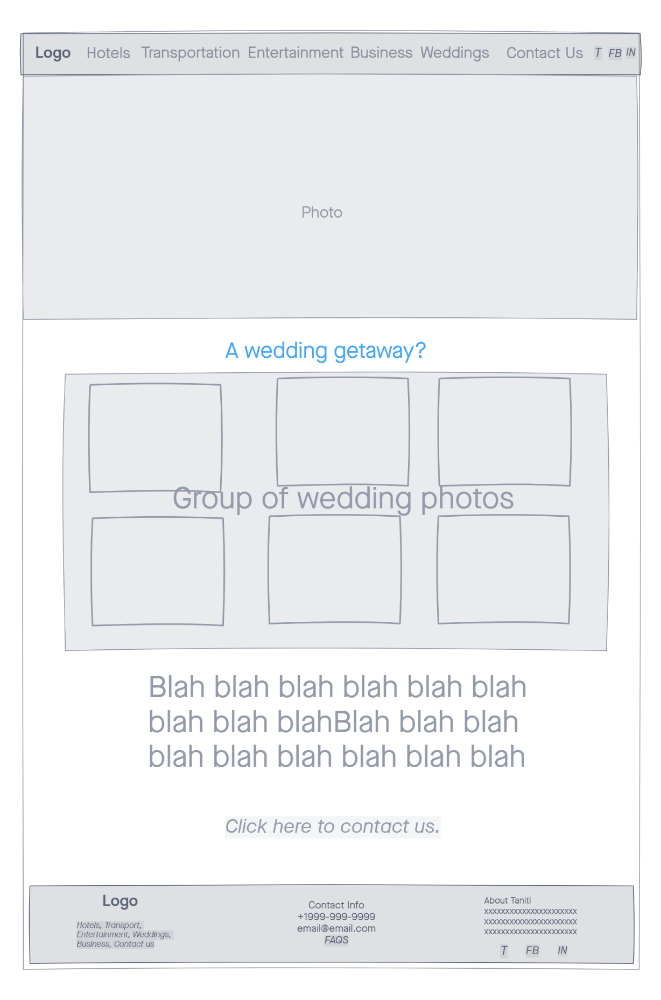 Logo Hotels Transportation Entertainment Business Weddings Contact Us T FB IN
Photo
A wedding getaway?
Group of wedding photos
Blah blah blah blah blah blah
blah blah blahBlah blah blah
blah blah blah blah blah blah
Click here to contact us.
Logo
Hotels, Transport,
Entertainment, Weddings,
Business, Contact us
Contact Info
+1999-999-9999
email@email.com
FAQS
About Taniti
xxxxxxxxxxxxxxxxxxxxxx
xxxxxxxxxxxxxxxxxxxxxx
xxxxxxxxxxxxxxxxxxxxxx
T FB IN